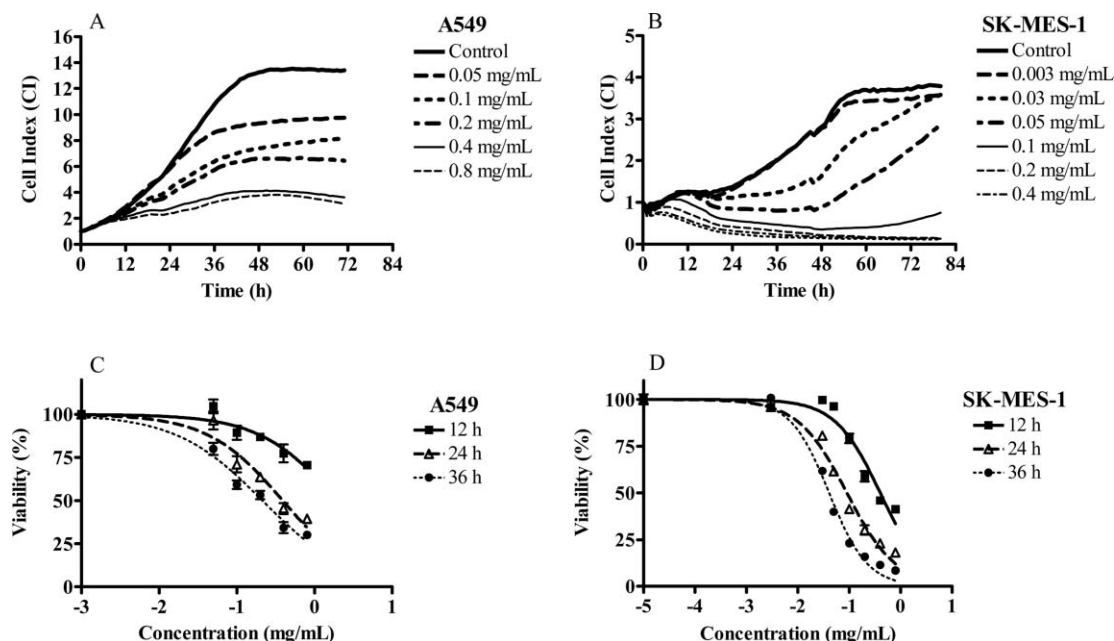 A
A549
Cell Index (CI)
16
14
12
10
8
6
4
2
0
0 12 24 36 48 60 72 84
Time (h)
Control
0.05 mg/mL
0.1 mg/mL
0.2 mg/mL
0.4 mg/mL
0.8 mg/mL
B
SK-MES-1
Cell Index (CI)
5
4
3
2
1
0
0 12 24 36 48 60 72 84
Time (h)
Control
0.003 mg/mL
0.03 mg/mL
0.05 mg/mL
0.1 mg/mL
0.2 mg/mL
0.4 mg/mL
C
A549
Viability (%)
100
75
50
25
0
-3 -2 -1 0 1
Concentration (mg/mL)
12 h
24 h
36 h
D
SK-MES-1
Viability (%)
100
75
50
25
0
-5 -4 -3 -2 -1 0 1
Concentration (mg/mL)
12 h
24 h
36 h